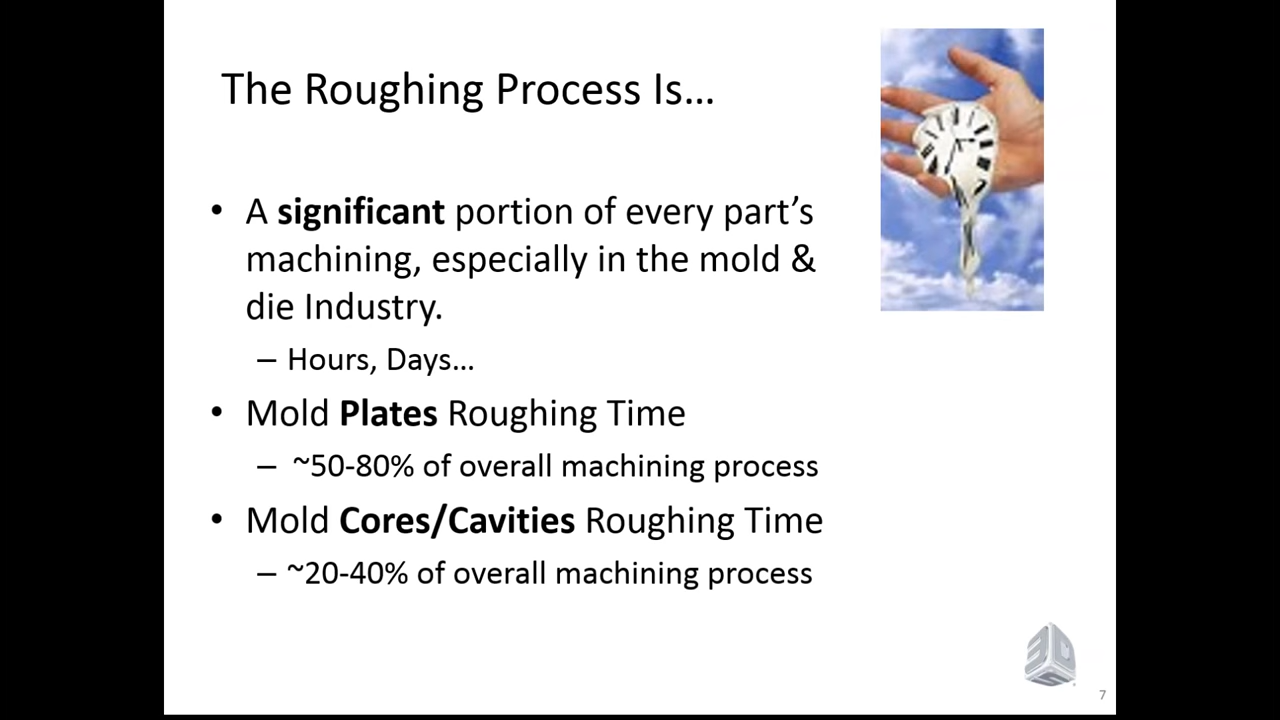 The Roughing Process Is…
• A significant portion of every part’s
machining, especially in the mold &
die Industry.
– Hours, Days…
• Mold Plates Roughing Time
– ~50-80% of overall machining process
• Mold Cores/Cavities Roughing Time
– ~20-40% of overall machining process
3DS
7